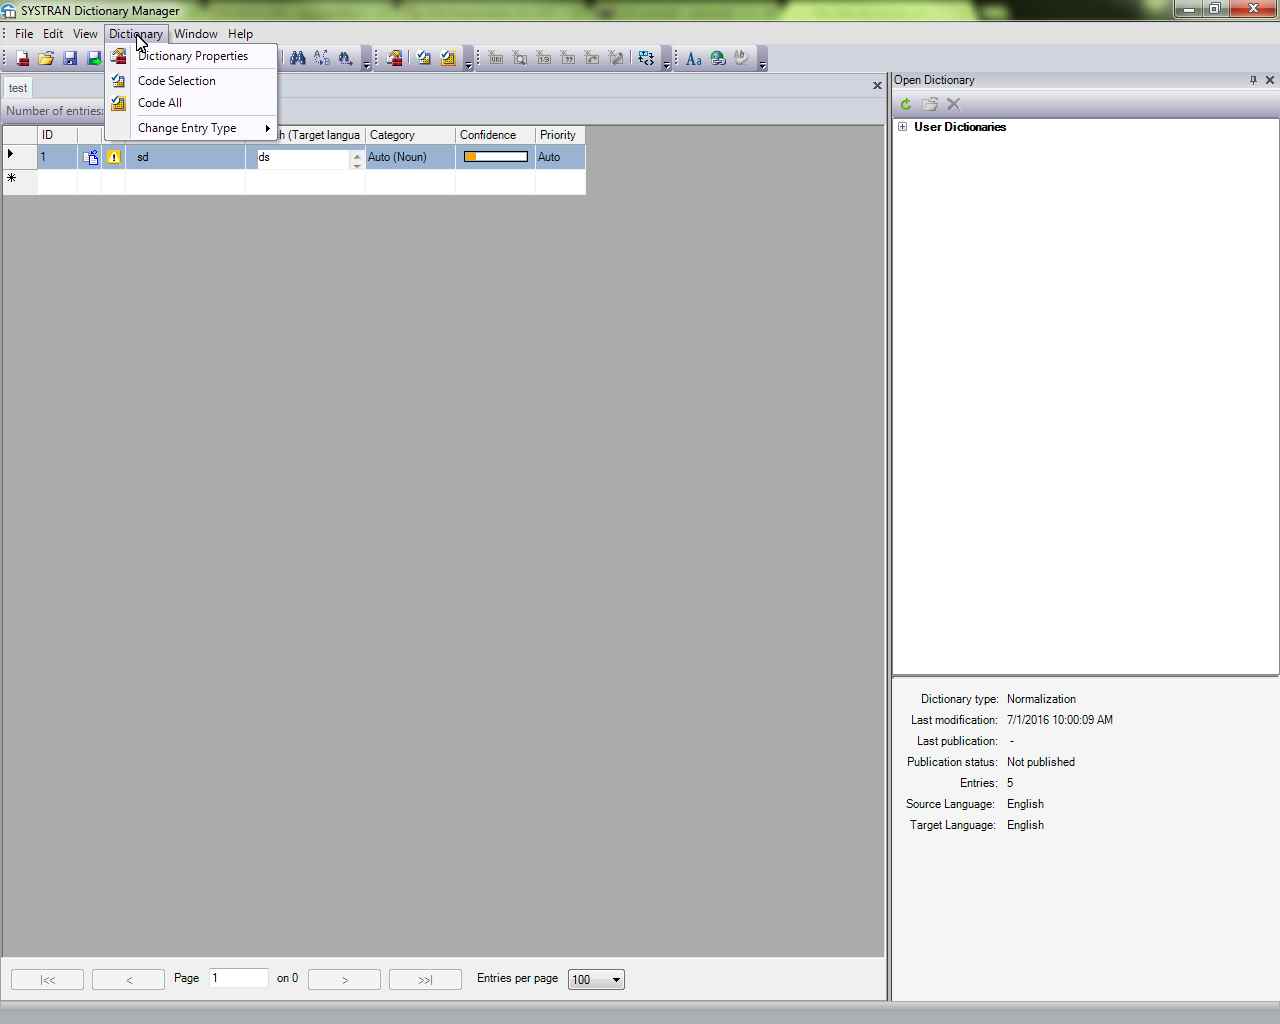 SYSTRAN Dictionary Manager
File Edit View Dictionary Window Help
Dictionary Properties
Code Selection
Code All
Change Entry Type
test
Number of entries:
ID (Target langua Category Confidence Priority
1 sd ds Auto (Noun) Auto
Open Dictionary
User Dictionaries
Dictionary type: Normalization
Last modification: 7/1/2016 10:00:09 AM
Last publication: -
Publication status: Not published
Entries: 5
Source Language: English
Target Language: English
|<< < Page 1 on 0 > >>| Entries per page 100